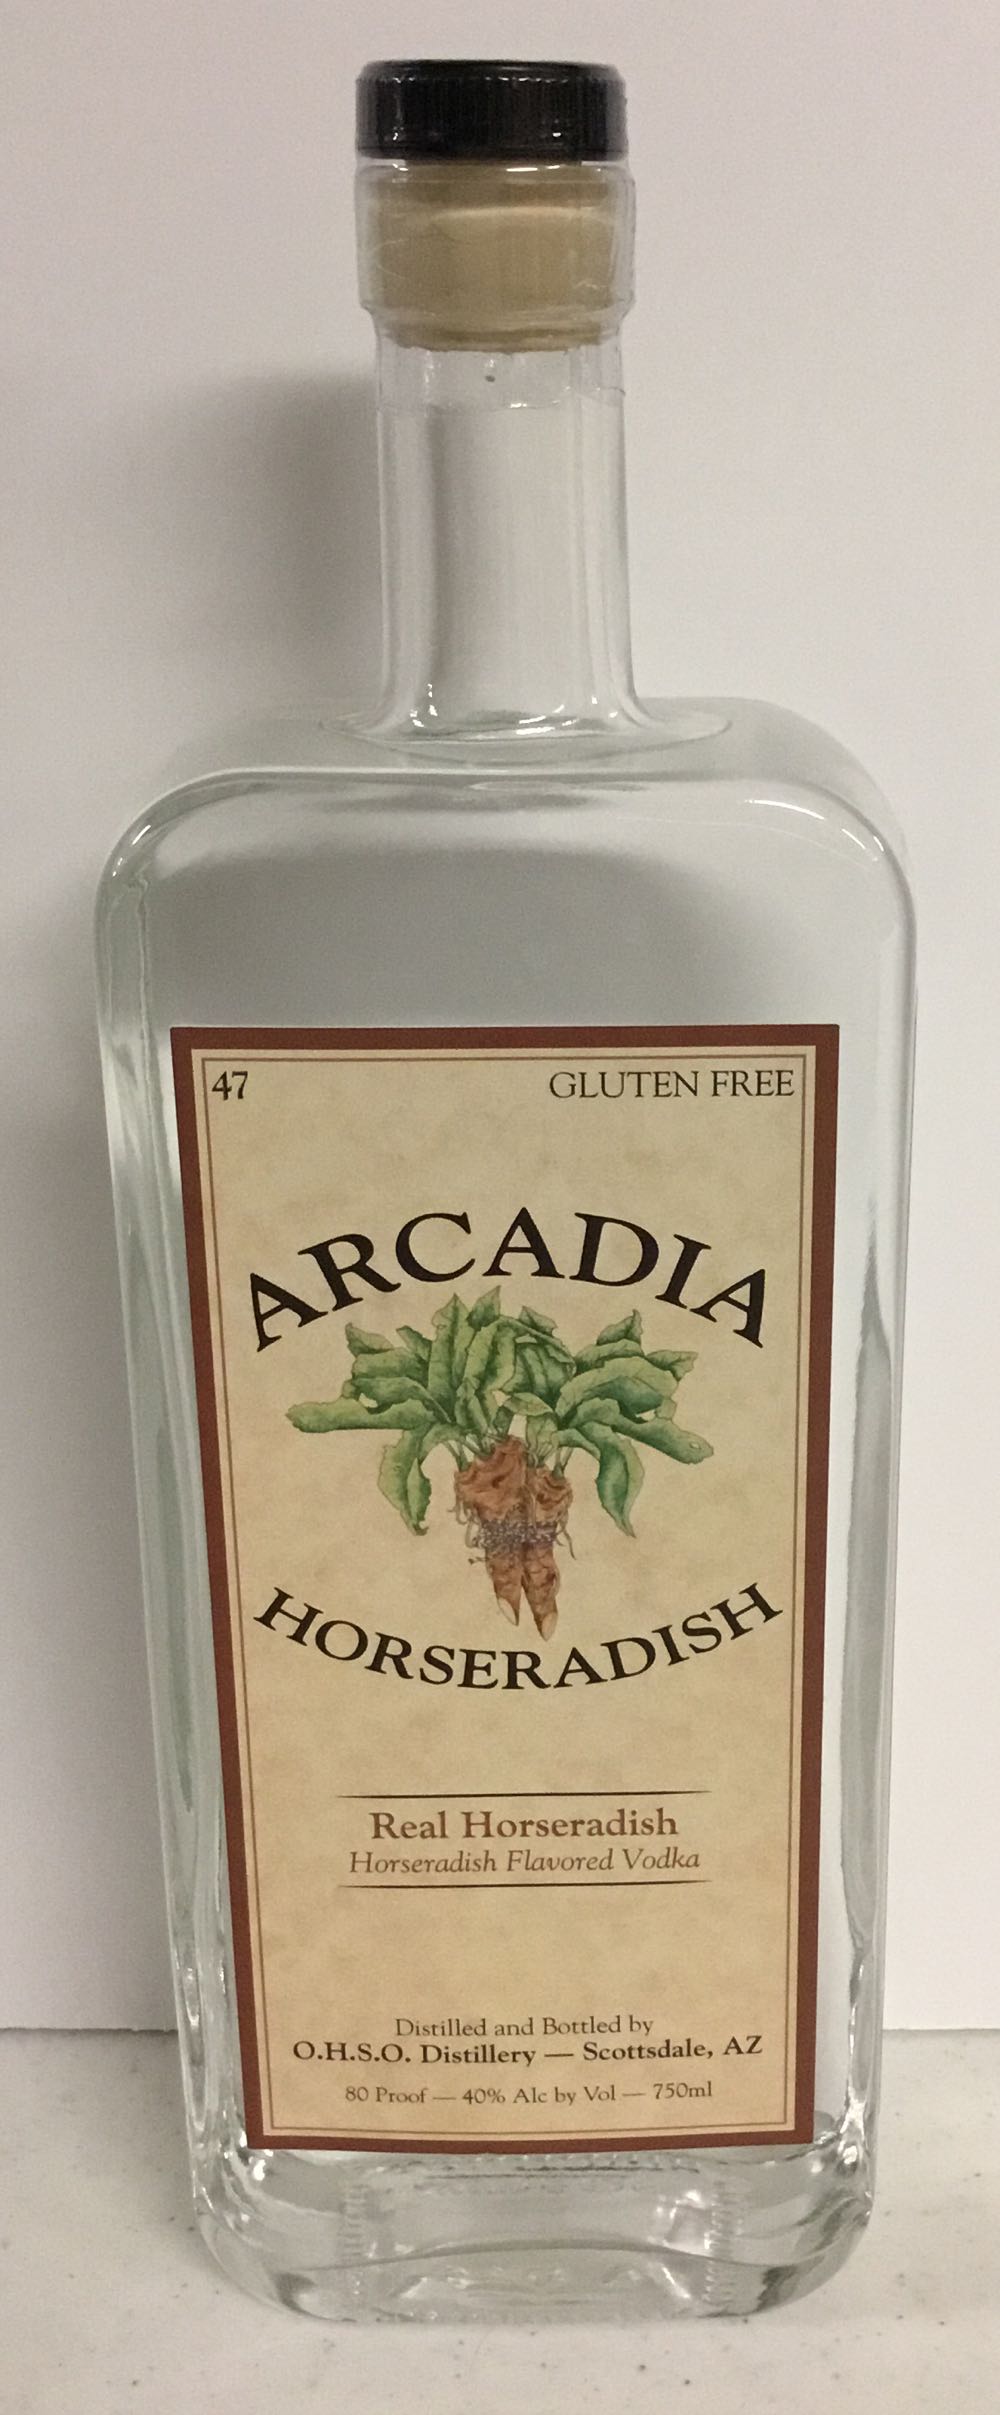 47 GLUTEN FREE
ARCADIA
HORSERADISH
Real Horseradish
Horseradish Flavored Vodka
Distilled and Bottled by
O.H.S.O. Distillery — Scottsdale, AZ
80 Proof — 40% Alc by Vol — 750ml